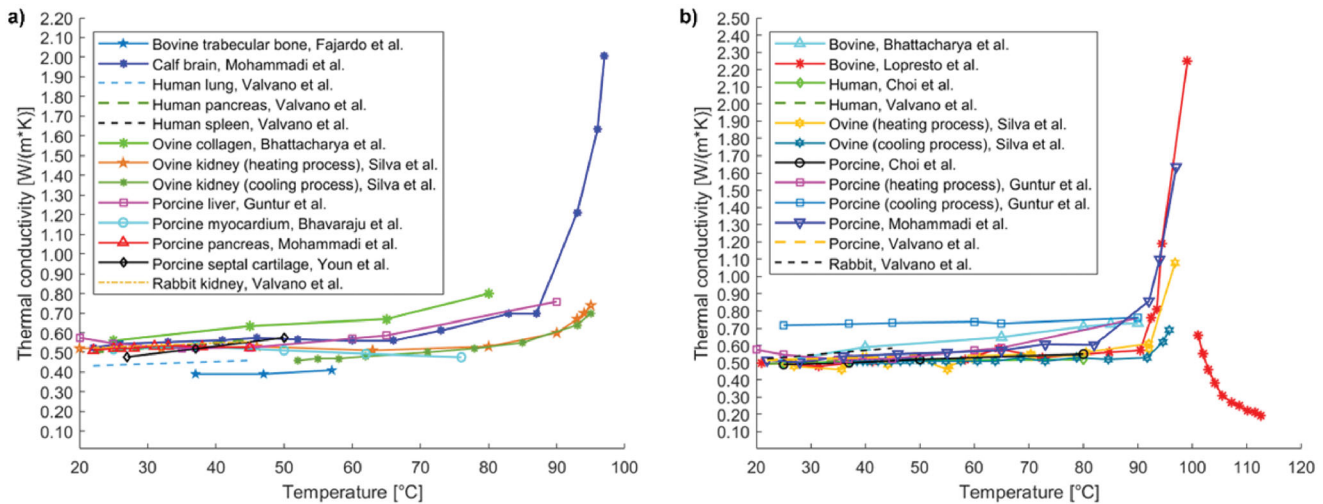 a)
2.20
2.10
2.00
1.90
1.80
1.70
1.60
1.50
1.40
1.30
1.20
1.10
1.00
0.90
0.80
0.70
0.60
0.50
0.40
0.30
0.20
0.10
Thermal conductivity [W/(m*K)]
Bovine trabecular bone, Fajardo et al.
Calf brain, Mohammadi et al.
Human lung, Valvano et al.
Human pancreas, Valvano et al.
Human spleen, Valvano et al.
Ovine collagen, Bhattacharya et al.
Ovine kidney (heating process), Silva et al.
Ovine kidney (cooling process), Silva et al.
Porcine liver, Guntur et al.
Porcine myocardium, Bhavaraju et al.
Porcine pancreas, Mohammadi et al.
Porcine septal cartilage, Youn et al.
Rabbit kidney, Valvano et al.
20 30 40 50 60 70 80 90 100
Temperature [°C]
b)
2.50
2.40
2.30
2.20
2.10
2.00
1.90
1.80
1.70
1.60
1.50
1.40
1.30
1.20
1.10
1.00
0.90
0.80
0.70
0.60
0.50
0.40
0.30
0.20
0.10
Thermal conductivity [W/(m*K)]
Bovine, Bhattacharya et al.
Bovine, Lopresto et al.
Human, Choi et al.
Human, Valvano et al.
Ovine (heating process), Silva et al.
Ovine (cooling process), Silva et al.
Porcine, Choi et al.
Porcine (heating process), Guntur et al.
Porcine (cooling process), Guntur et al.
Porcine, Mohammadi et al.
Porcine, Valvano et al.
Rabbit, Valvano et al.
20 30 40 50 60 70 80 90 100 110 120
Temperature [°C]